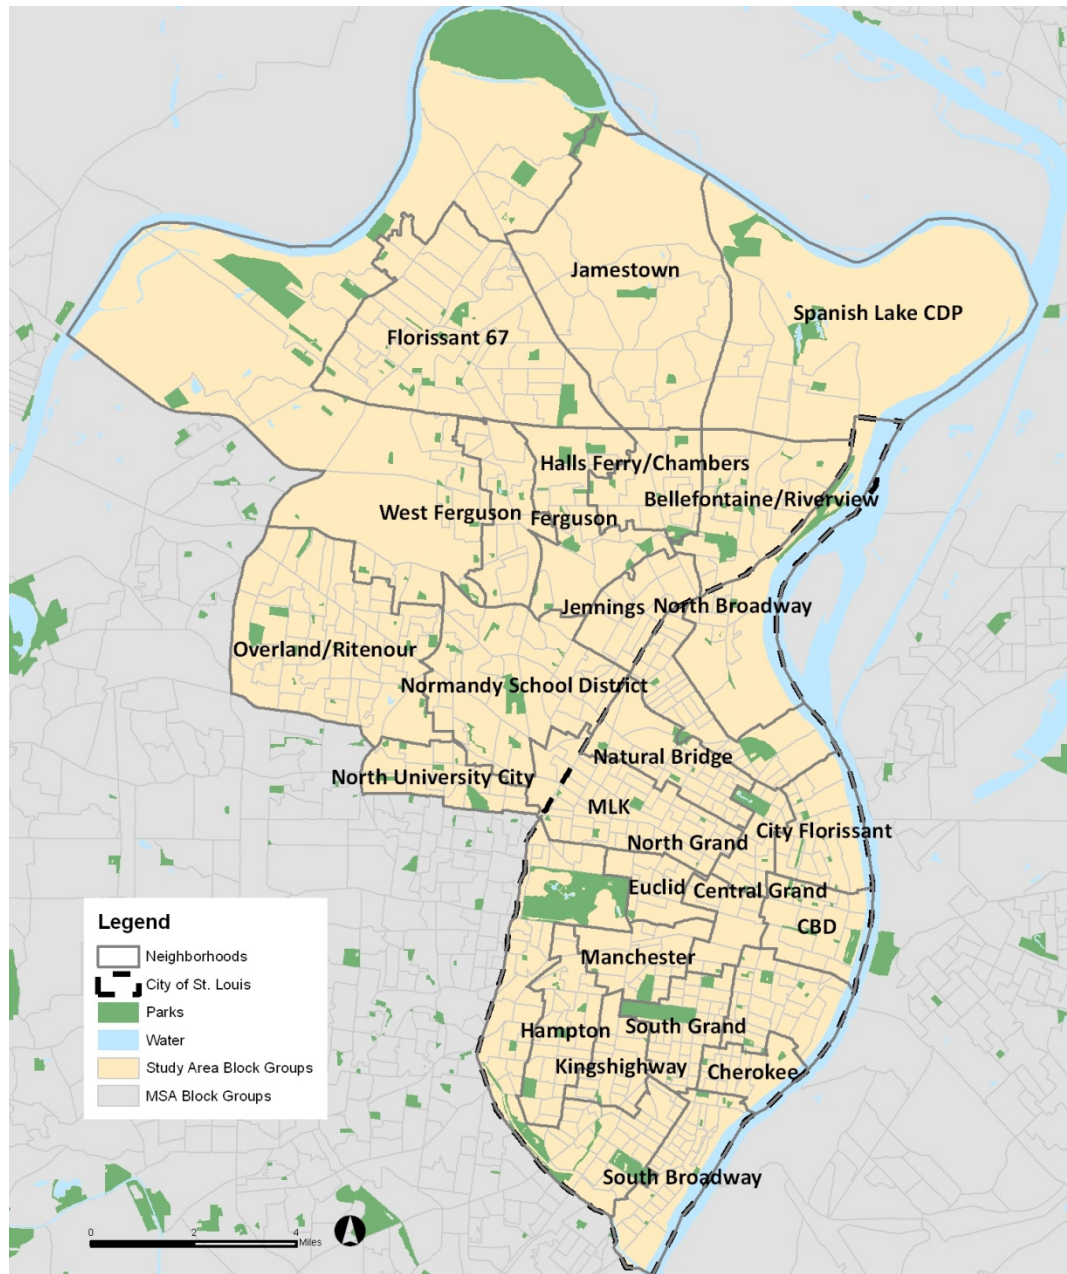 Jamestown
Spanish Lake CDP
Florissant 67
Halls Ferry/Chambers
Bellefontaine/Riverview
West Ferguson
Ferguson
Jennings
North Broadway
Overland/Ritenour
Normandy School District
Natural Bridge
North University City
MLK
City Florissant
North Grand
Euclid
Central Grand
CBD
Manchester
Hampton
South Grand
Kingshighway
Cherokee
South Broadway
Legend
Neighborhoods
City of St. Louis
Parks
Water
Study Area Block Groups
MSA Block Groups
0 2 4
Miles